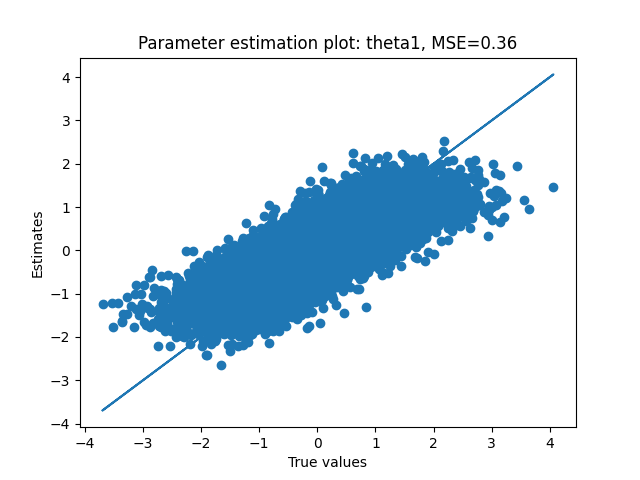 Parameter estimation plot: theta1, MSE=0.36
4
3
2
1
0
−1
−2
−3
−4
Estimates
−4 −3 −2 −1 0 1 2 3 4
True values